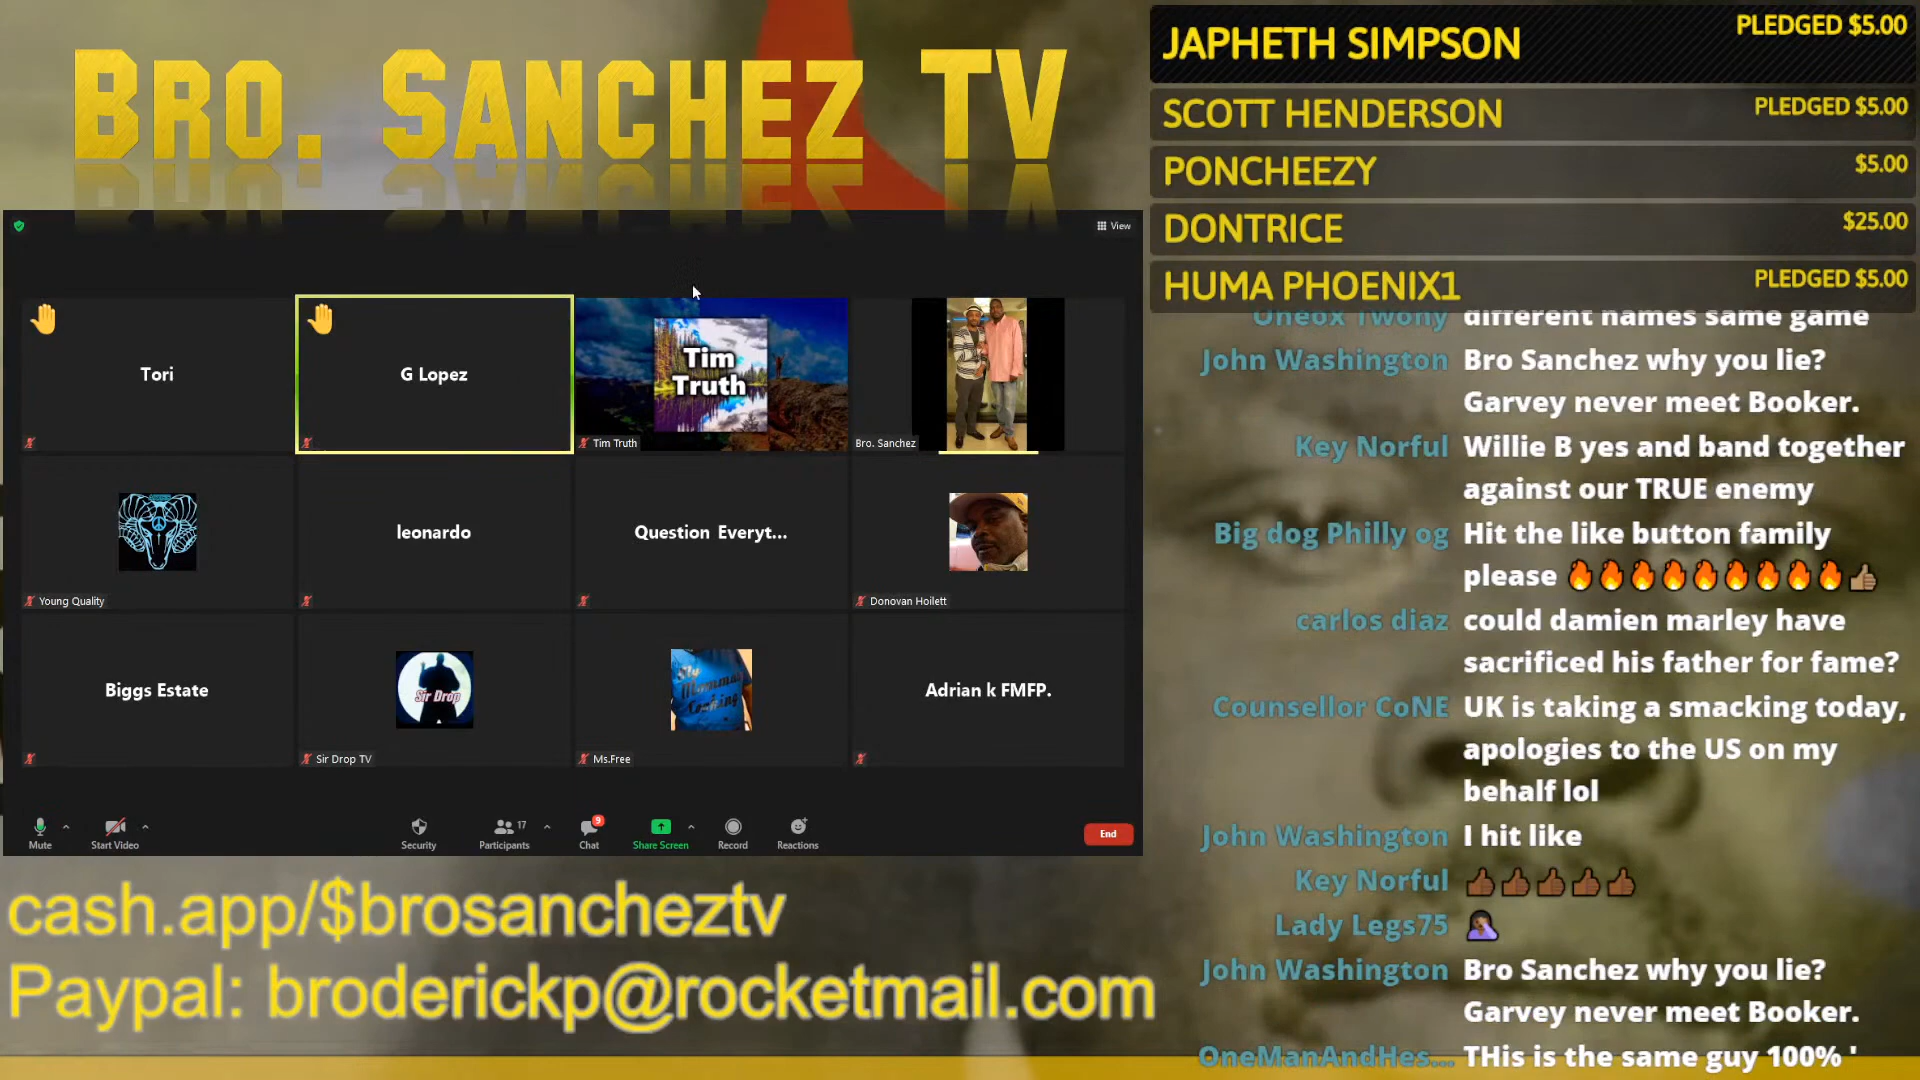 BRO. SANCHEZ TV
JAPHETH SIMPSON PLEDGED $5.00
SCOTT HENDERSON PLEDGED $5.00
PONCHEEZY $5.00
DONTRICE $25.00
HUMA PHOENIX1 PLEDGED $5.00
View
Tori
G Lopez
Tim
Truth
Tim Truth
Bro. Sanchez
Young Quality
leonardo
Question Everyt...
Donovan Hoilett
Biggs Estate
Sir Drop
Sir Drop TV
Ms.Free
Adrian k FMFP.
Mute
Start Video
Security
17
Participants
9
Chat
Share Screen
Record
Reactions
End
cash.app/$brosancheztv
Paypal: broderickp@rocketmail.com
Uneox Twony different names same game
John Washington Bro Sanchez why you lie?
Garvey never meet Booker.
Key Norful Willie B yes and band together
against our TRUE enemy
Big dog Philly og Hit the like button family
please 🔥🔥🔥🔥🔥🔥🔥🔥🔥👍🏽
carlos diaz could damien marley have
sacrificed his father for fame?
Counsellor CoNE UK is taking a smacking today,
apologies to the US on my
behalf lol
John Washington I hit like
Key Norful 👍🏾👍🏾👍🏾👍🏾👍🏾
Lady Legs75 🤦🏾‍♀️
John Washington Bro Sanchez why you lie?
Garvey never meet Booker.
OneManAndHes... THis is the same guy 100% '